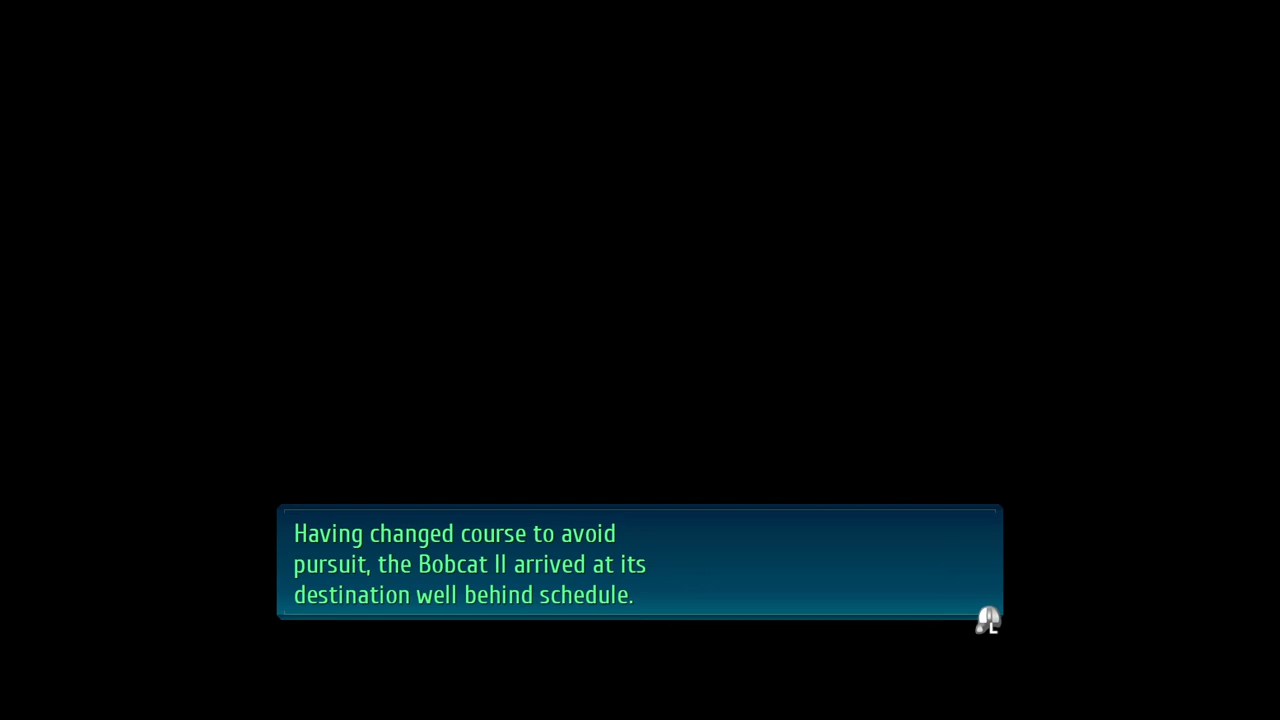 Having changed course to avoid
pursuit, the Bobcat II arrived at its
destination well behind schedule.
L